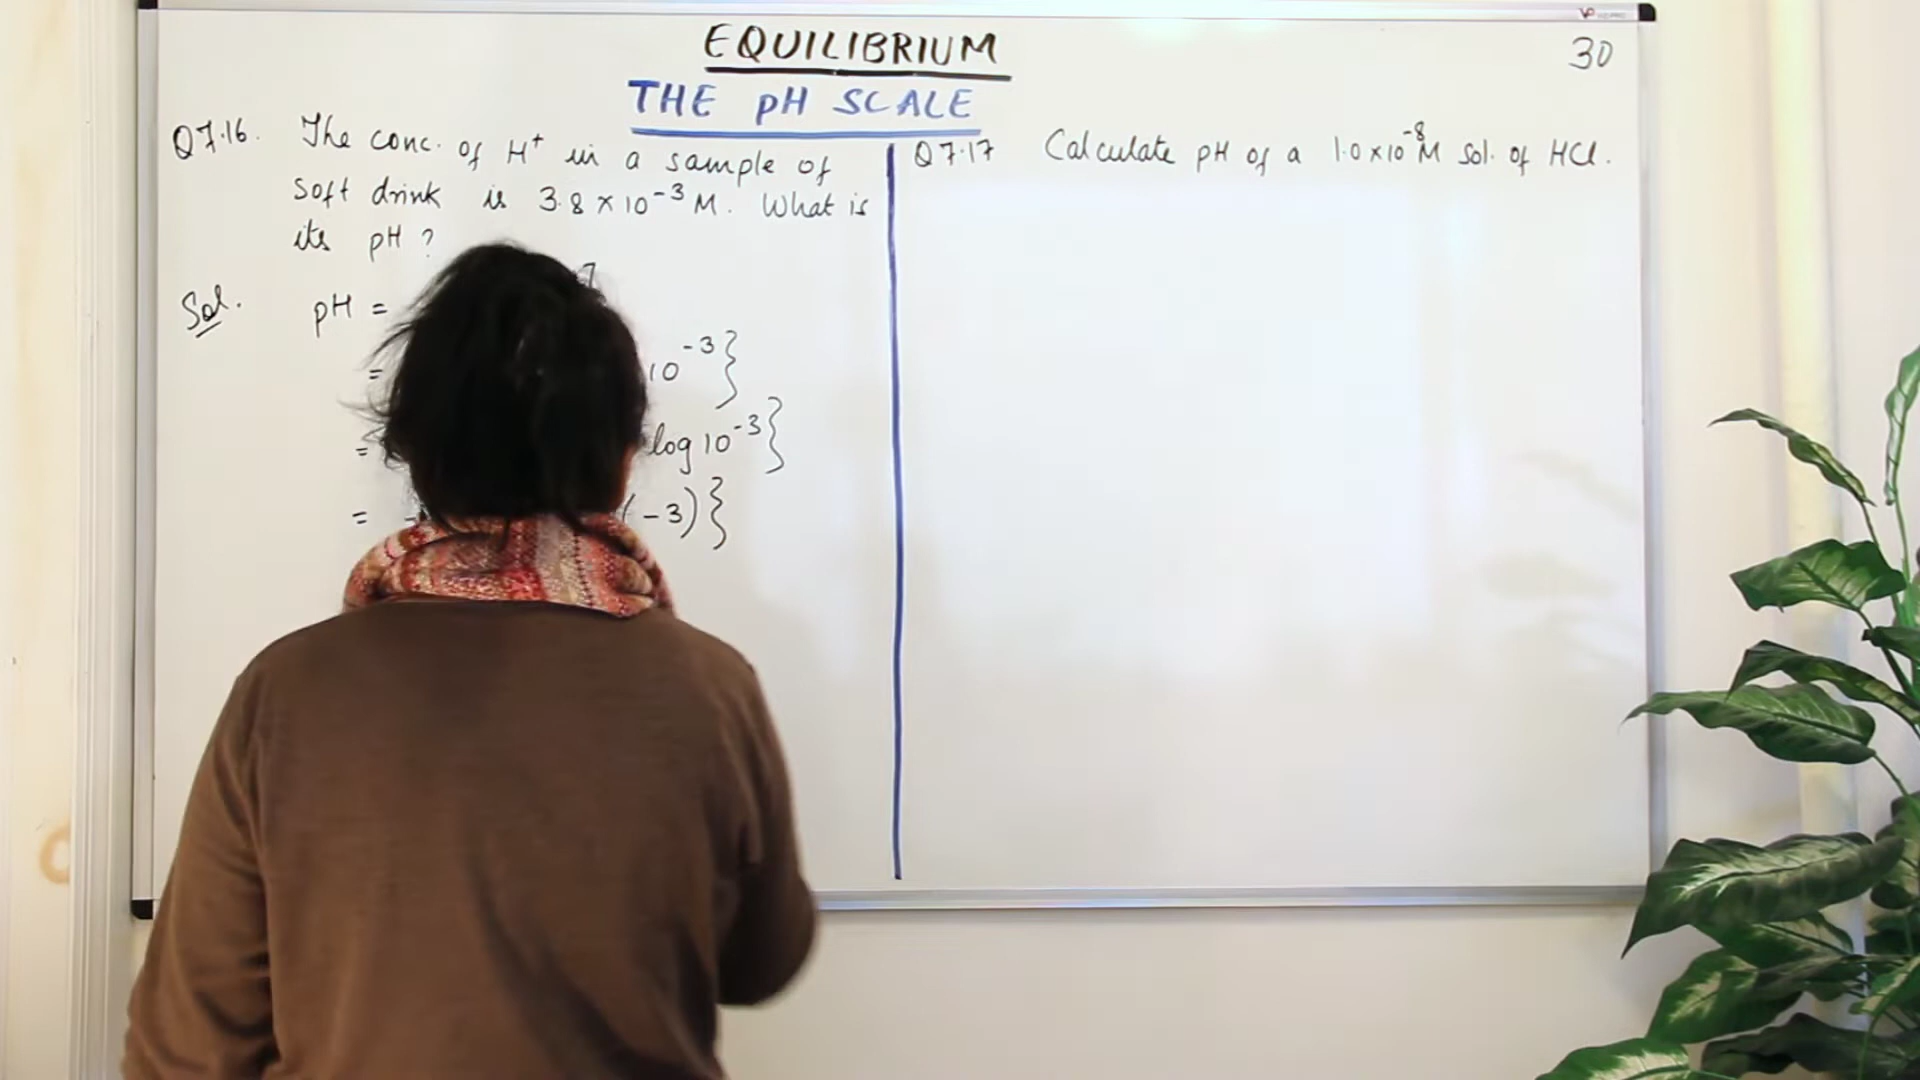 EQUILIBRIUM
30
THE pH SCALE
Q 7.16. The conc. of H⁺ in a sample of
soft drink is 3.8 × 10⁻³ M. What is
its pH ?
Sol. pH =
= 10⁻³}
= log 10⁻³}
= (-3)}
Q 7.17 Calculate pH of a 1.0 × 10⁻⁸ M sol. of HCl.